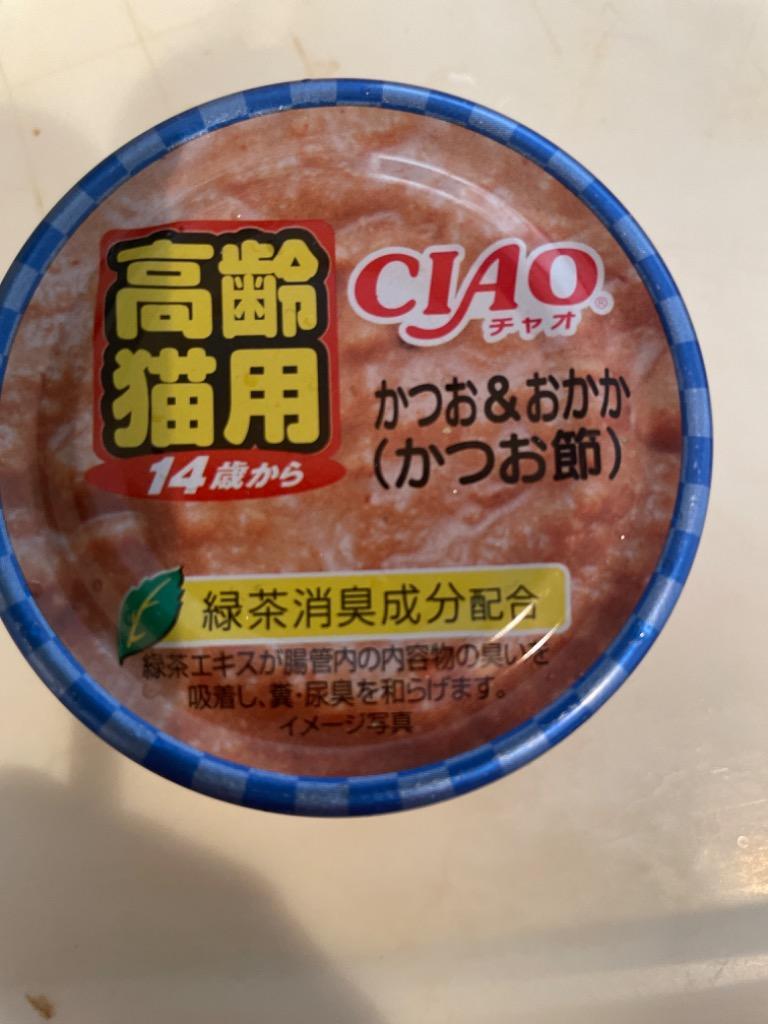 高齢
猫用
14歳から
CIAO®
チャオ
かつお&おかか
(かつお節)
緑茶消臭成分配合
緑茶エキスが腸管内の内容物の臭いを
吸着し、糞・尿臭を和らげます。
イメージ写真